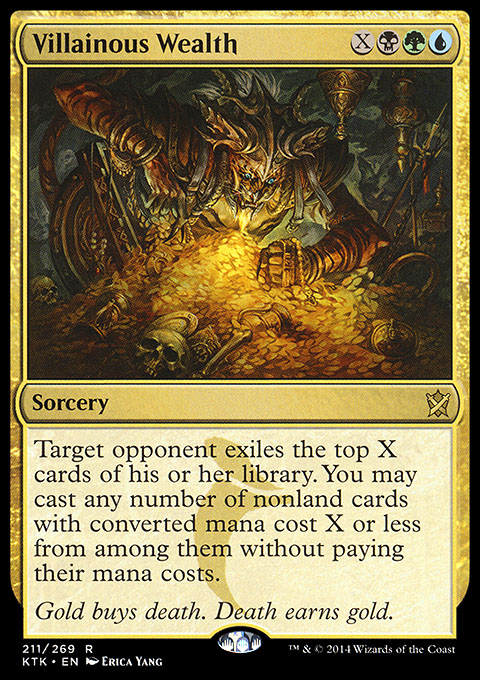 Villainous Wealth X
Sorcery
Target opponent exiles the top X
cards of his or her library. You may
cast any number of nonland cards
with converted mana cost X or less
from among them without paying
their mana costs.
Gold buys death. Death earns gold.
211/269 R
KTK • EN Erica Yang
™ & © 2014 Wizards of the Coast